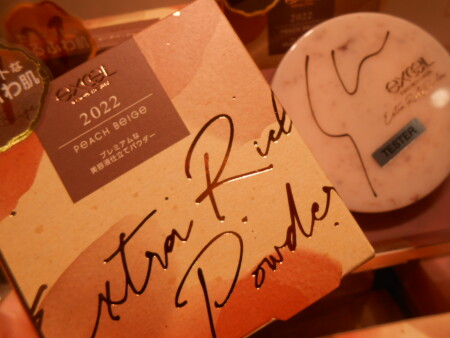 excel
2022
PEACH BEIGE
プレミアムな
美容液仕立てパウダー
Extra Rich
Powder
excel
TESTER